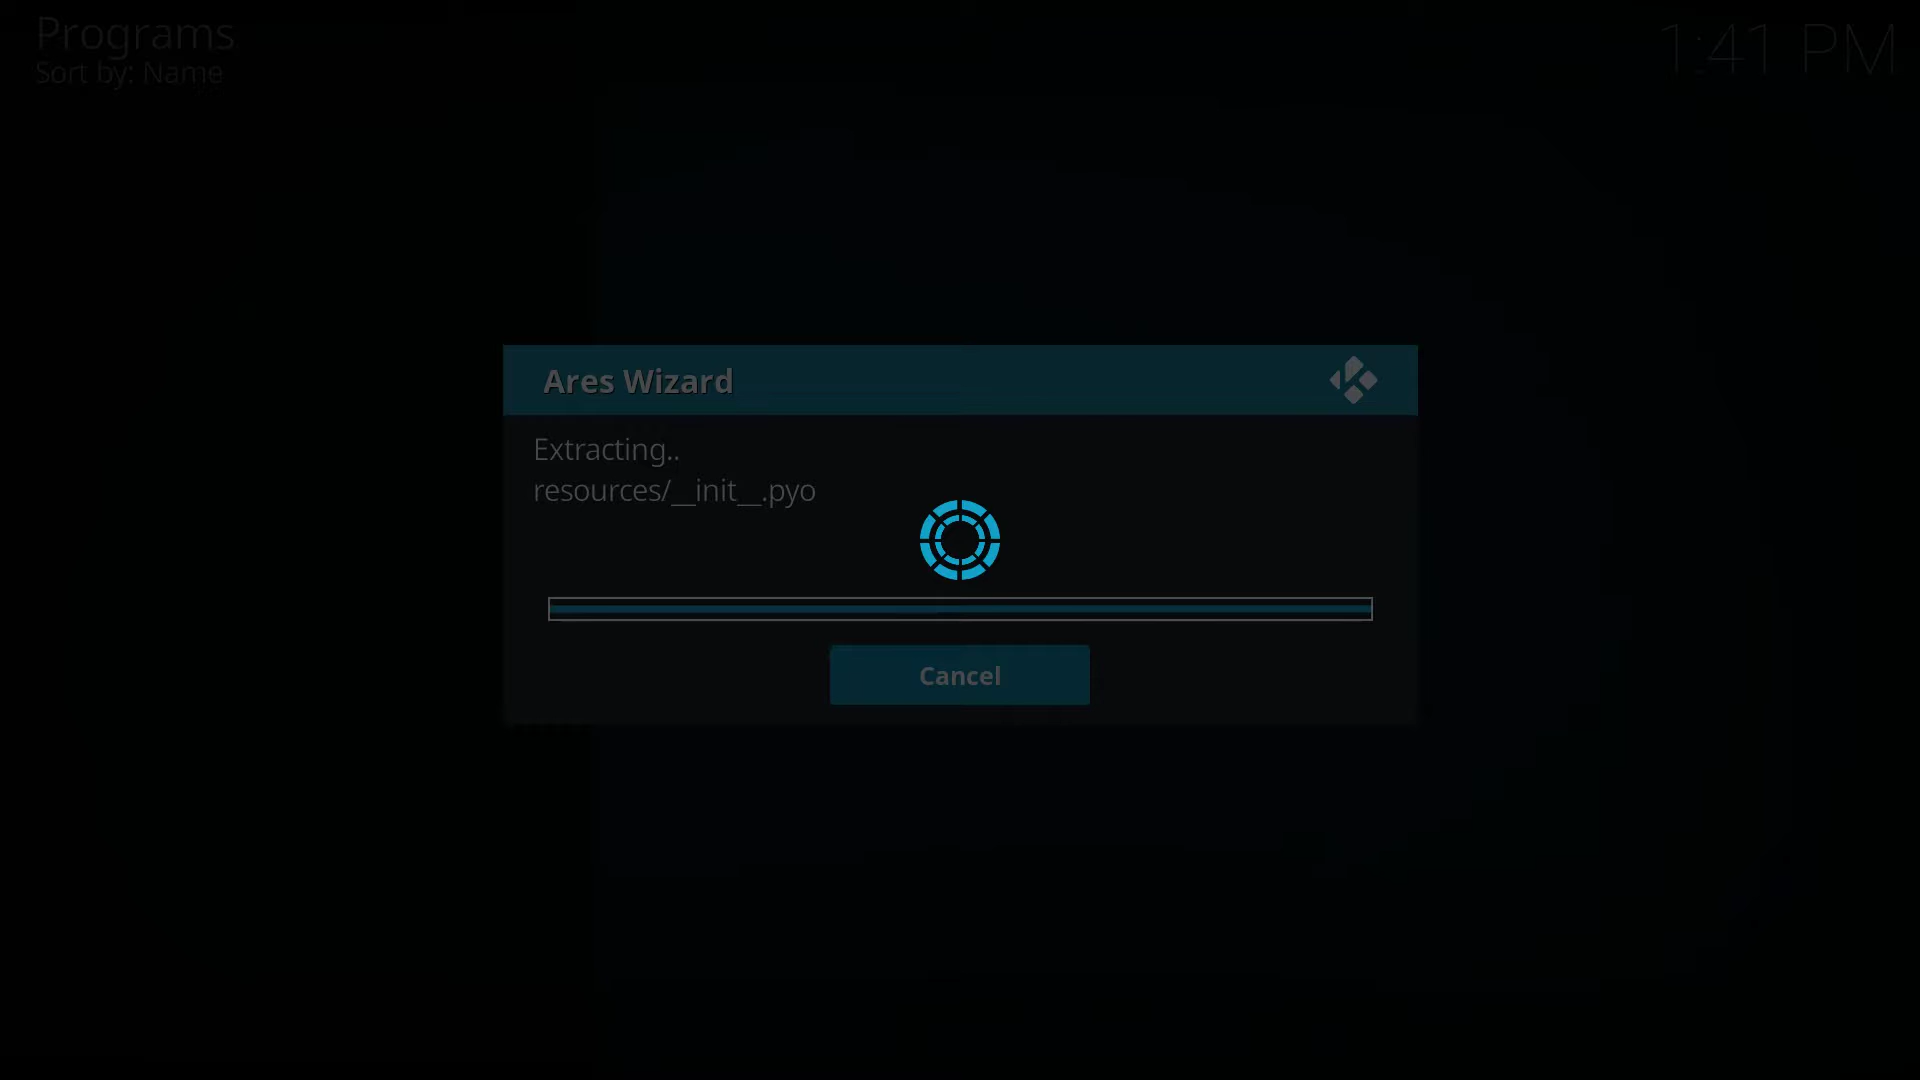 Programs
Sort by: Name
1:41 PM
Ares Wizard
Extracting..
resources/__init__.pyo
Cancel